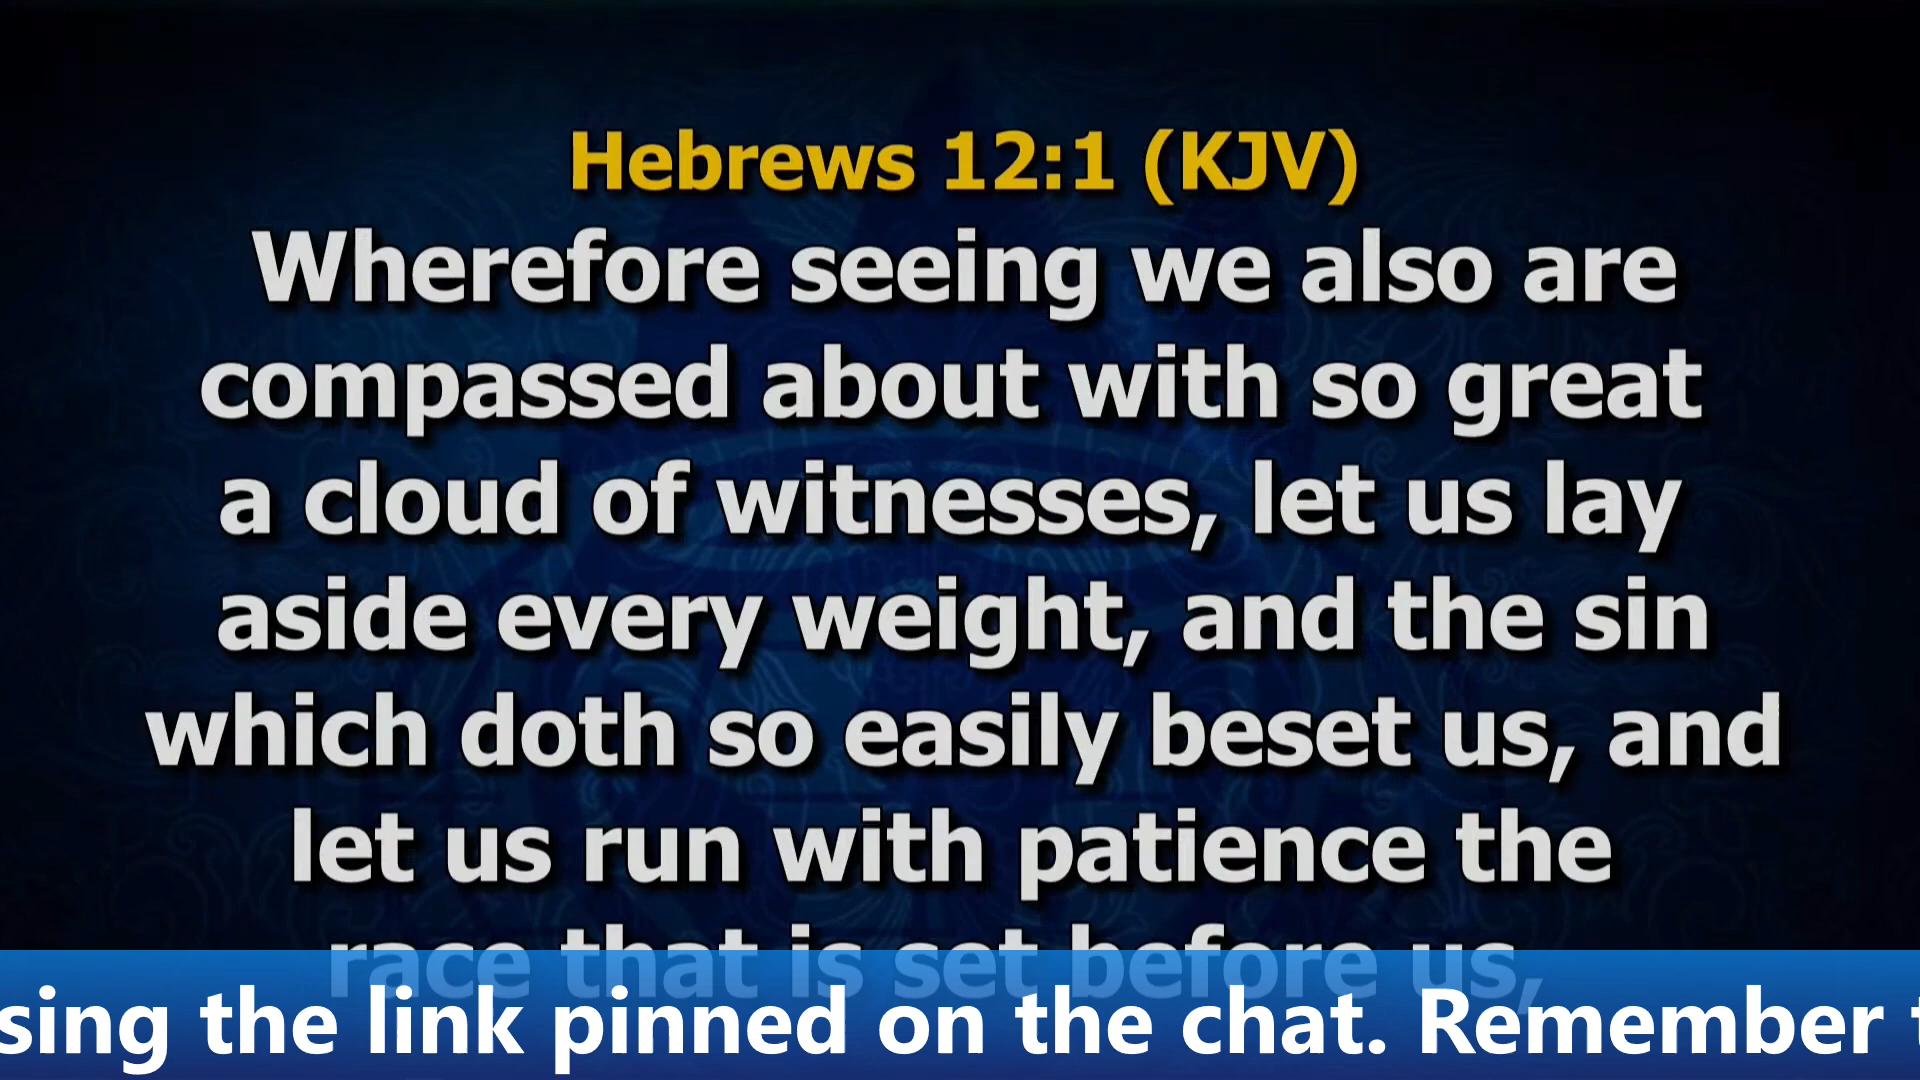 Hebrews 12:1 (KJV)
Wherefore seeing we also are
compassed about with so great
a cloud of witnesses, let us lay
aside every weight, and the sin
which doth so easily beset us, and
let us run with patience the
race that is set before us,
sing the link pinned on the chat. Remember